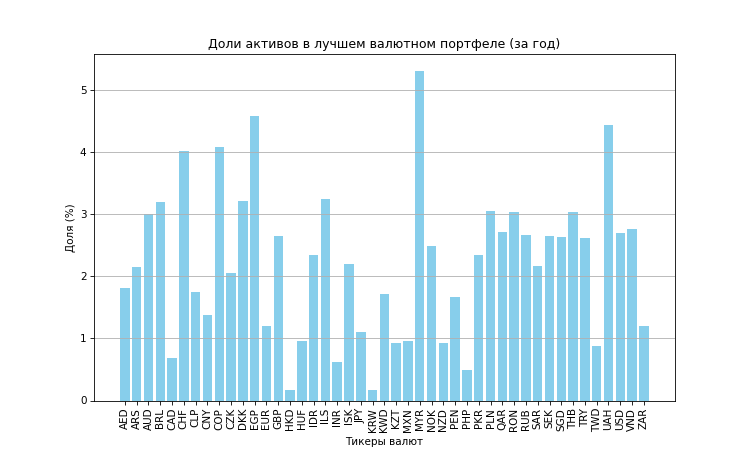 Доли активов в лучшем валютном портфеле (за год)
Доля (%)
5
4
3
2
1
0
AED ARS AUD BRL CAD CHF CLP CNY COP CZK DKK EGP EUR GBP HKD HUF IDR ILS INR ISK JPY KRW KWD KZT MXN MYR NOK NZD PEN PHP PKR PLN QAR RON RUB SAR SEK SGD THB TRY TWD UAH USD VND ZAR
Тикеры валют